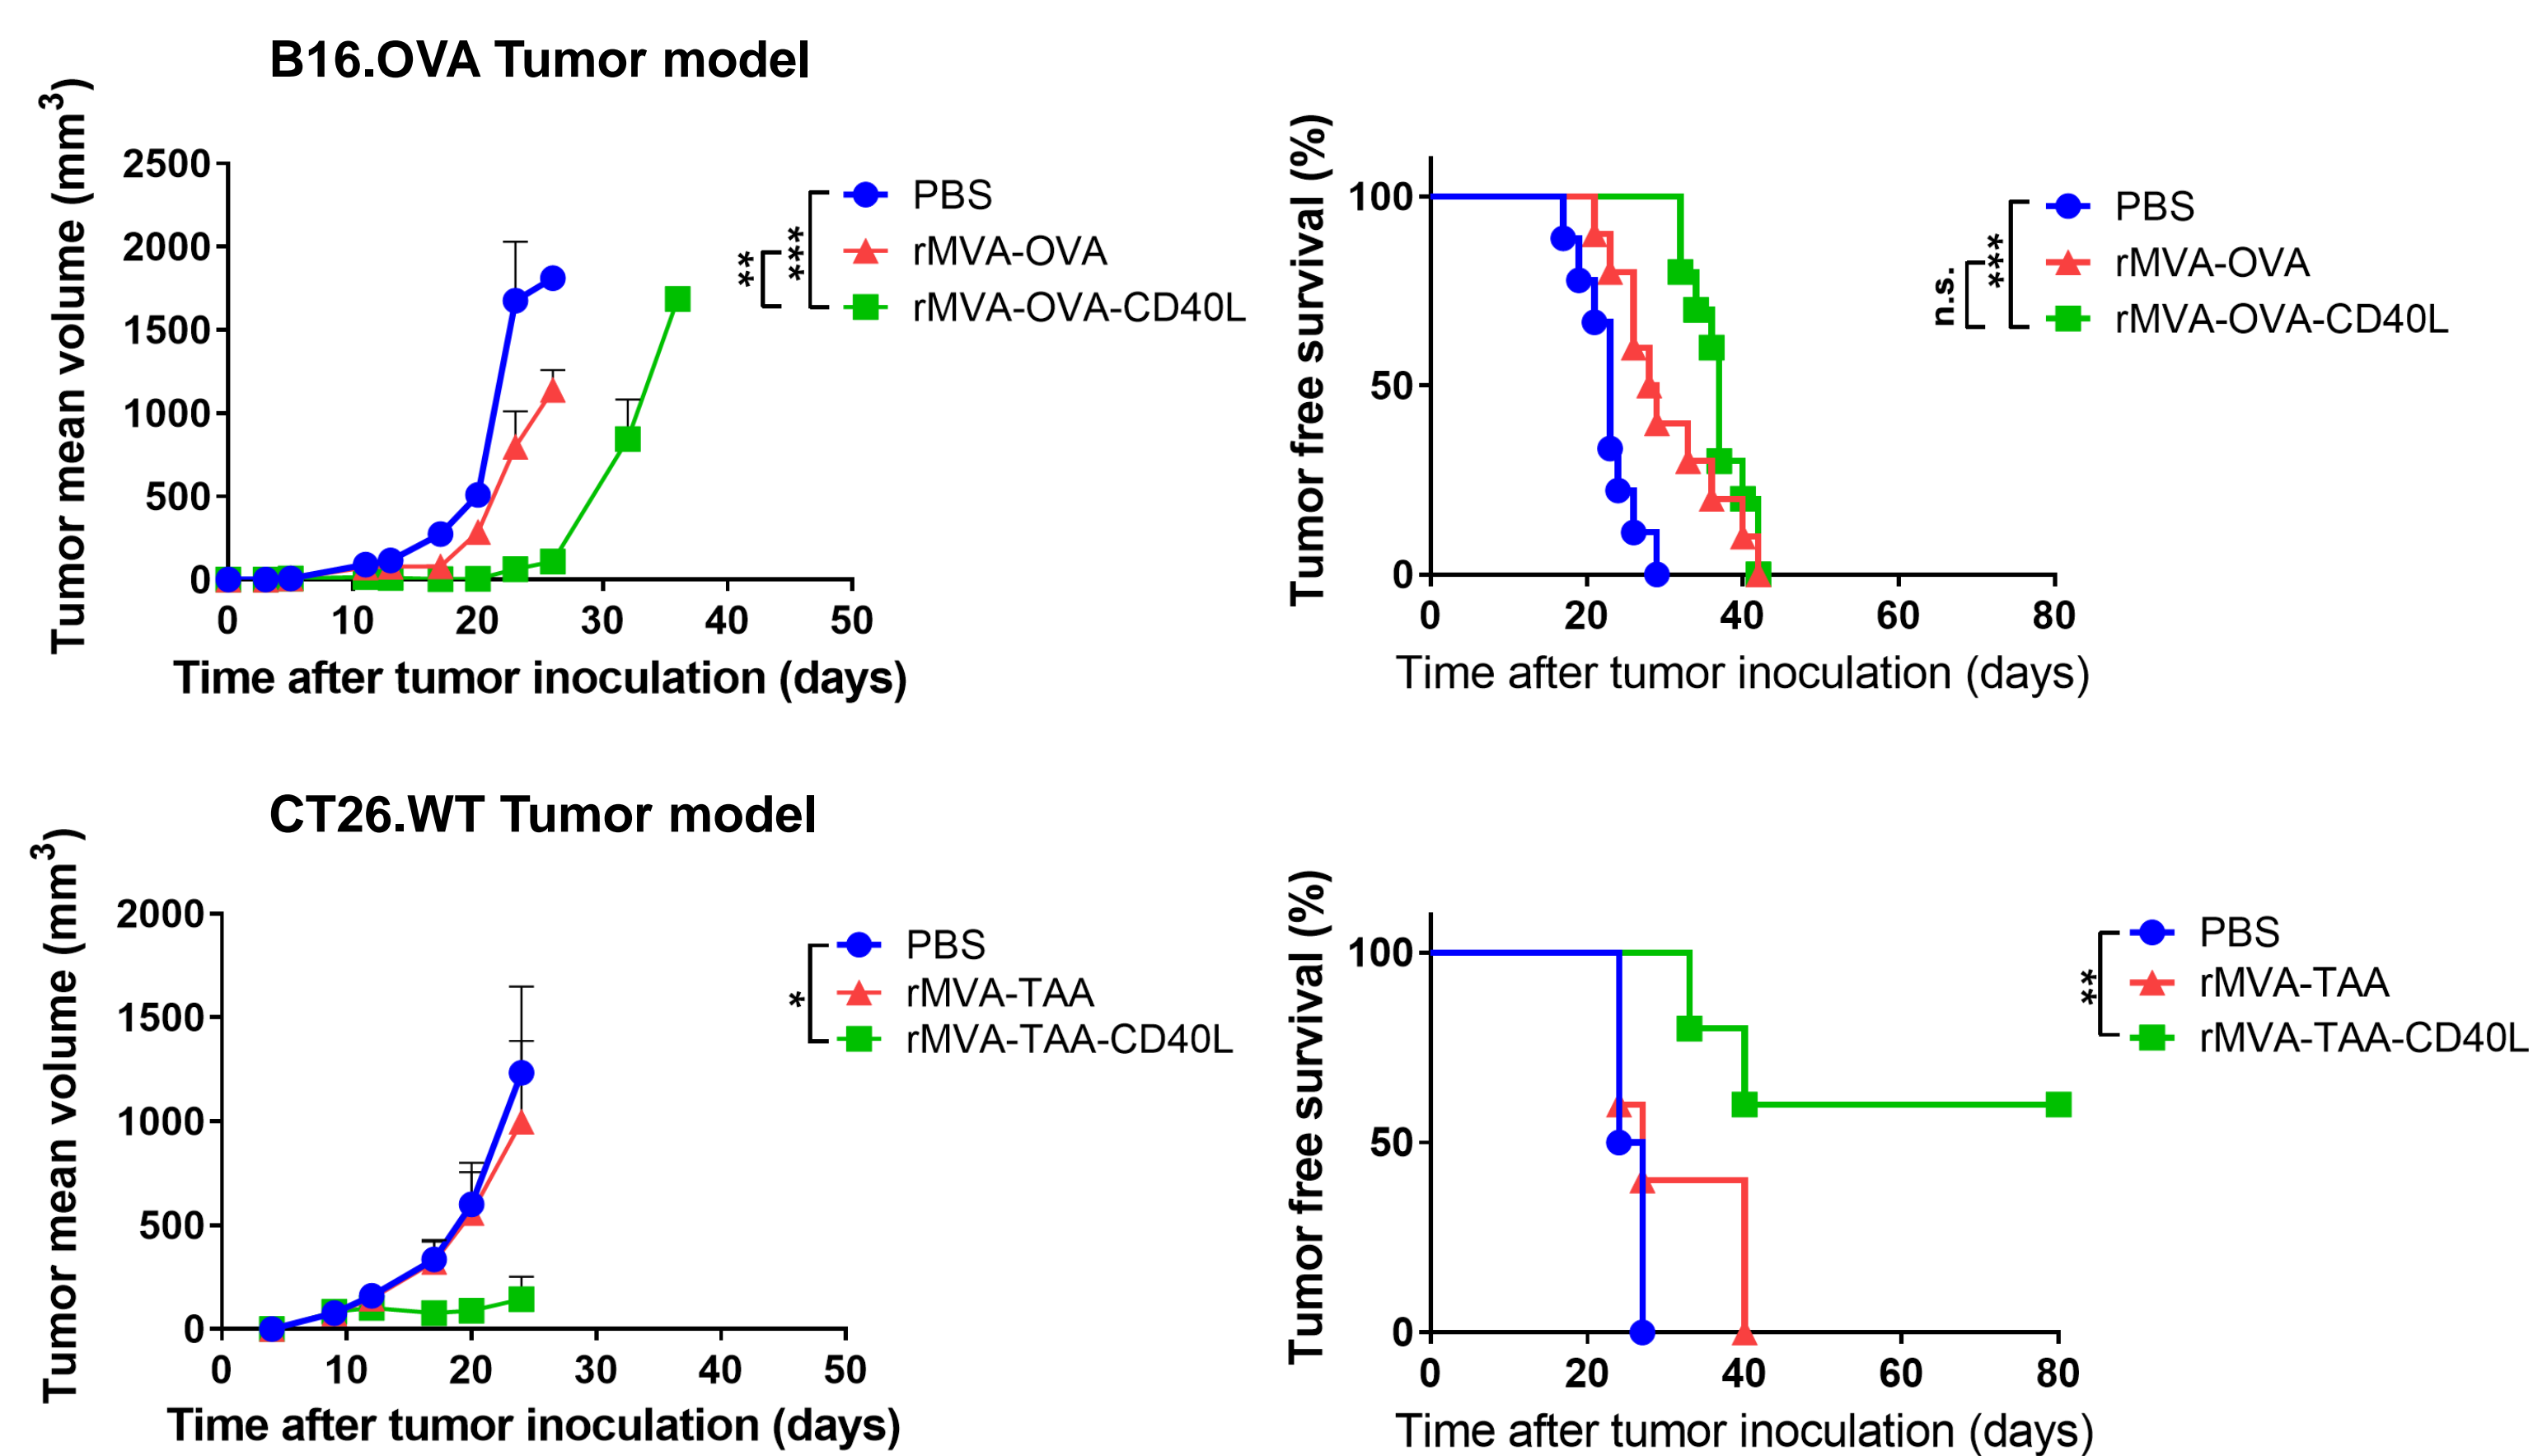 B16.OVA Tumor model
Tumor mean volume (mm3)
2500
2000
1500
1000
500
0
0 10 20 30 40 50
Time after tumor inoculation (days)
** ***
PBS
rMVA-OVA
rMVA-OVA-CD40L
Tumor free survival (%)
100
50
0
0 20 40 60 80
Time after tumor inoculation (days)
n.s. ***
PBS
rMVA-OVA
rMVA-OVA-CD40L
CT26.WT Tumor model
Tumor mean volume (mm3)
2000
1500
1000
500
0
0 10 20 30 40 50
Time after tumor inoculation (days)
*
PBS
rMVA-TAA
rMVA-TAA-CD40L
Tumor free survival (%)
100
50
0
0 20 40 60 80
Time after tumor inoculation (days)
**
PBS
rMVA-TAA
rMVA-TAA-CD40L